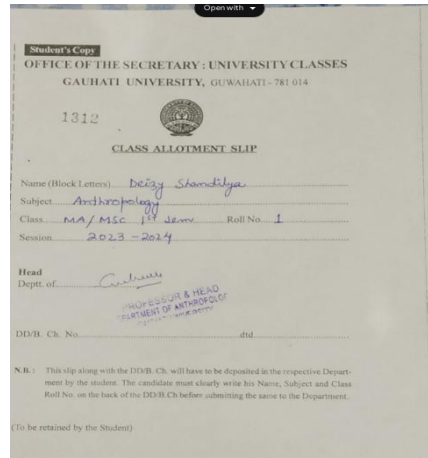 Open with
Student's Copy
OFFICE OF THE SECRETARY : UNIVERSITY CLASSES
GAUHATI UNIVERSITY, GUWAHATI - 781 014
1312
CLASS ALLOTMENT SLIP
Name (Block Letters) Deizy Shandilya
Subject Anthropology
Class MA/MSc 1st Sem Roll No. 1
Session 2023-2024
Head
Deptt. of
PROFESSOR & HEAD
DEPARTMENT OF ANTHROPOLOGY
UNIVERSITY
DD/B. Ch. No. dtd
N.B. : This slip along with the DD/B. Ch. will have to be deposited in the respective Depart-
ment by the student. The candidate must clearly write his Name, Subject and Class
Roll No. on the back of the DD/B.Ch before submitting the same to the Department.
(To be retained by the Student)